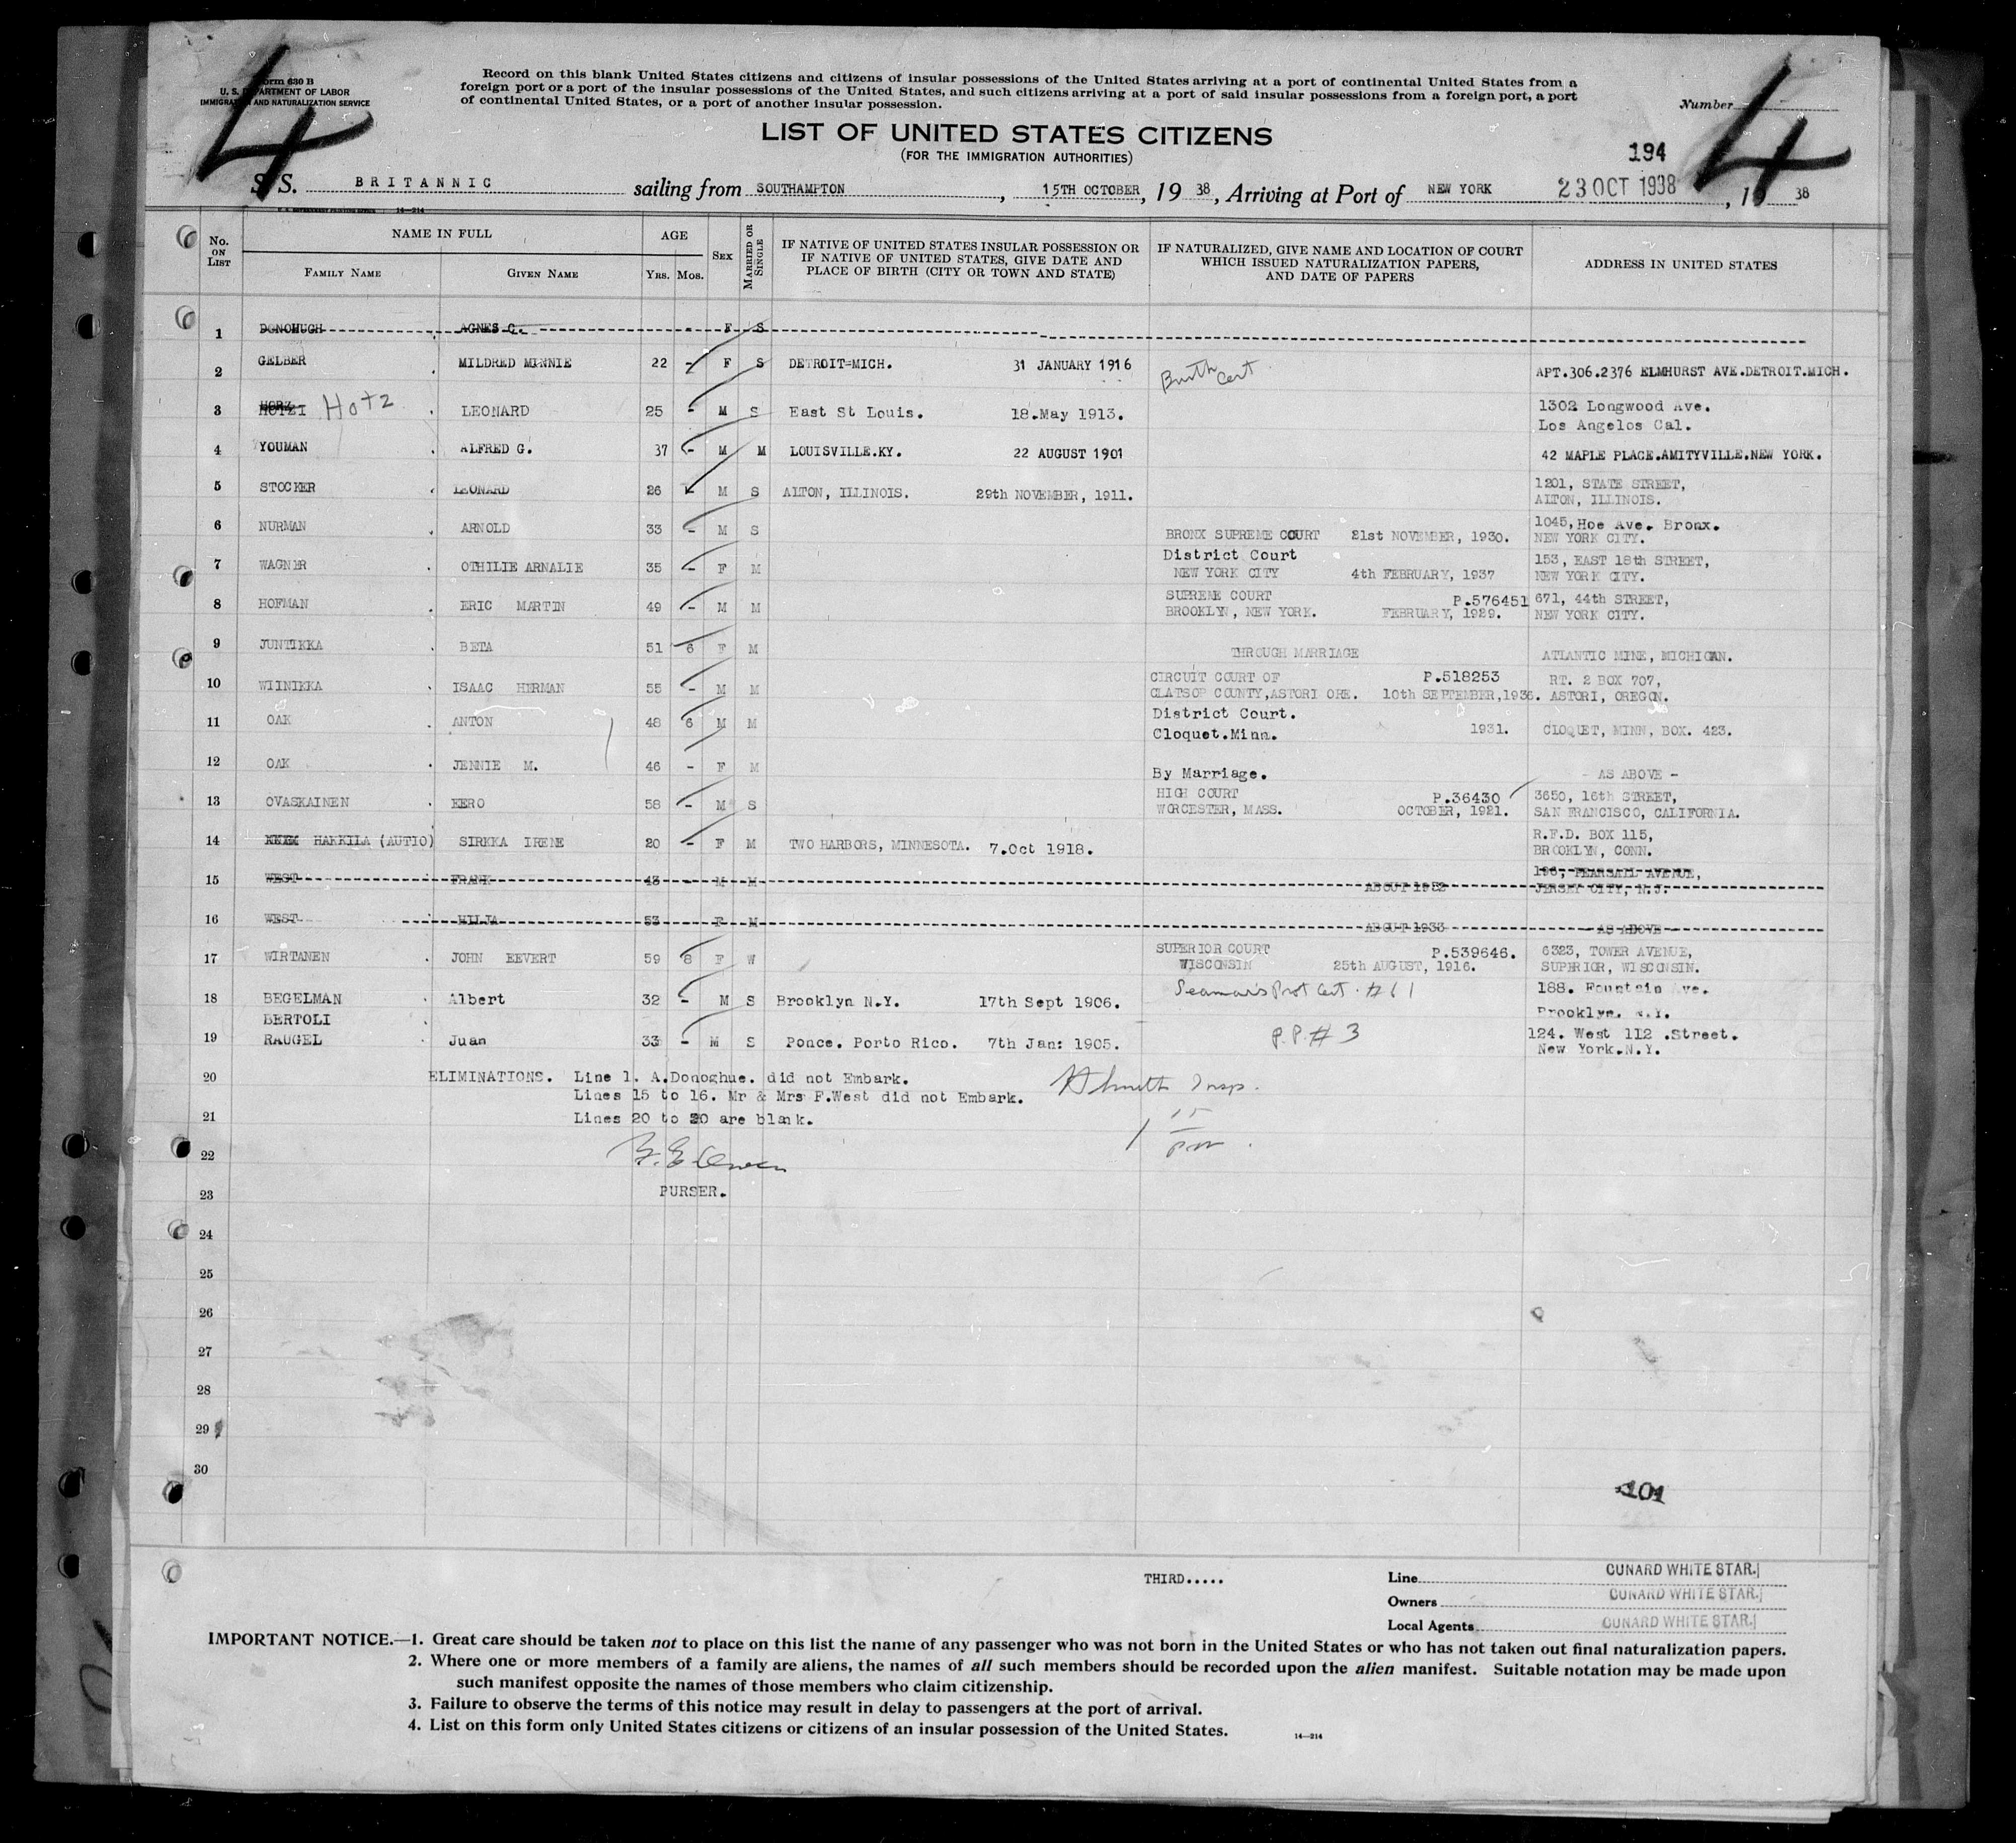 4
4
Form 630 B
U. S. DEPARTMENT OF LABOR
IMMIGRATION AND NATURALIZATION SERVICE
Record on this blank United States citizens and citizens of insular possessions of the United States arriving at a port of continental United States from a
foreign port or a port of the insular possessions of the United States, and such citizens arriving at a port of said insular possessions from a foreign port, a port
of continental United States, or a port of another insular possession.
Number
LIST OF UNITED STATES CITIZENS
(FOR THE IMMIGRATION AUTHORITIES)
194
S. S. BRITANNIC sailing from SOUTHAMPTON, 15TH OCTOBER, 19 38, Arriving at Port of NEW YORK 23 OCT 1938, 19 38
14—214
No. ON LIST NAME IN FULL AGE SEX MARRIED OR SINGLE IF NATIVE OF UNITED STATES INSULAR POSSESSION OR IF NATIVE OF UNITED STATES, GIVE DATE AND PLACE OF BIRTH (CITY OR TOWN AND STATE) IF NATURALIZED, GIVE NAME AND LOCATION OF COURT WHICH ISSUED NATURALIZATION PAPERS, AND DATE OF PAPERS ADDRESS IN UNITED STATES
FAMILY NAME GIVEN NAME YRS. MOS.
1 DONOHUGH AGNES C. - F S
2 GELBER MILDRED MINNIE 22 - F S DETROIT=MICH. 31 JANUARY 1916 Birth Cert APT.306.2376 ELMHURST AVE.DETROIT.MICH.
3 Hotz LEONARD 25 - M S East St Louis. 18.May 1913. 1302 Longwood Ave.
Los Angelos Cal.
4 YOUMAN ALFRED G. 37 - M M LOUISVILLE.KY. 22 AUGUST 1901 42 MAPLE PLACE.AMITYVILLE.NEW YORK.
5 STOCKER LEONARD 26 - M S ALTON, ILLINOIS. 29th NOVEMBER, 1911. 1201, STATE STREET,
ALTON, ILLINOIS.
6 NURMAN ARNOLD 33 - M S BRONX SUPREME COURT 21st NOVEMBER, 1930. 1045, Hoe Ave. Bronx.
NEW YORK CITY.
7 WAGNER OTHILIE ARNALIE 35 - F M District Court 153, EAST 18th STREET,
NEW YORK CITY 4th FEBRUARY, 1937 NEW YORK CITY.
8 HOFMAN ERIC MARTIN 49 - M M SUPREME COURT P.576451 671, 44th STREET,
BROOKLYN, NEW YORK. FEBRUARY, 1929. NEW YORK CITY.
9 JUNTIKKA BETA 51 6 F M THROUGH MARRIAGE ATLANTIC MINE, MICHIGAN.
10 WIINIKKA ISAAC HERMAN 55 - M M CIRCUIT COURT OF P.518253 RT. 2 BOX 707,
CLATSOP COUNTY,ASTORI ORE. 10th SEPTEMBER,1936. ASTORI, OREGON.
11 OAK ANTON 48 6 M M District Court.
Cloquet.Minn. 1931. CLOQUET, MINN, BOX. 423.
12 OAK JENNIE M. 46 - F M By Marriage. - AS ABOVE -
13 OVASKAINEN EERO 58 - M S HIGH COURT P.36430 3650, 16th STREET,
WORCESTER, MASS. OCTOBER, 1921. SAN FRANCISCO, CALIFORNIA.
14 HAKKILA (AUTIO) SIRKKA IRENE 20 - F M TWO HARBORS, MINNESOTA. 7.Oct 1918. R.F.D. BOX 115,
BROOKLYN, CONN.
15 WEST FRANK 43 - M M ABOUT 1932 196, PEARSALL AVENUE,
JERSEY CITY, N.J.
16 WEST HILJA 53 F M ABOUT 1933 - AS ABOVE -
17 WIRTANEN JOHN EEVERT 59 8 F W SUPERIOR COURT P.539646. 6323, TOWER AVENUE,
WISCONSIN 25th AUGUST, 1916. SUPERIOR, WISCONSIN.
18 BEGELMAN Albert 32 - M S Brooklyn N.Y. 17th Sept 1906. Seaman's Prot Cert. #61 188. Fountain Ave.
Brooklyn. N.Y.
BERTOLI
19 RAUGEL Juan 33 - M S Ponce. Porto Rico. 7th Jan: 1905. P.P. # 3 124. West 112 .Street.
New York.N.Y.
20 ELIMINATIONS. Line 1. A.Donoghue. did not Embark.
Lines 15 to 16. Mr & Mrs F.West did not Embark.
21 Lines 20 to 30 are blank.
Insp.
22
23 PURSER.
24
25
26
27
28
29
30
101
THIRD.....
Line CUNARD WHITE STAR.
Owners CUNARD WHITE STAR.
Local Agents CUNARD WHITE STAR.
IMPORTANT NOTICE.—1. Great care should be taken not to place on this list the name of any passenger who was not born in the United States or who has not taken out final naturalization papers.
2. Where one or more members of a family are aliens, the names of all such members should be recorded upon the alien manifest. Suitable notation may be made upon
such manifest opposite the names of those members who claim citizenship.
3. Failure to observe the terms of this notice may result in delay to passengers at the port of arrival.
4. List on this form only United States citizens or citizens of an insular possession of the United States.
14—214